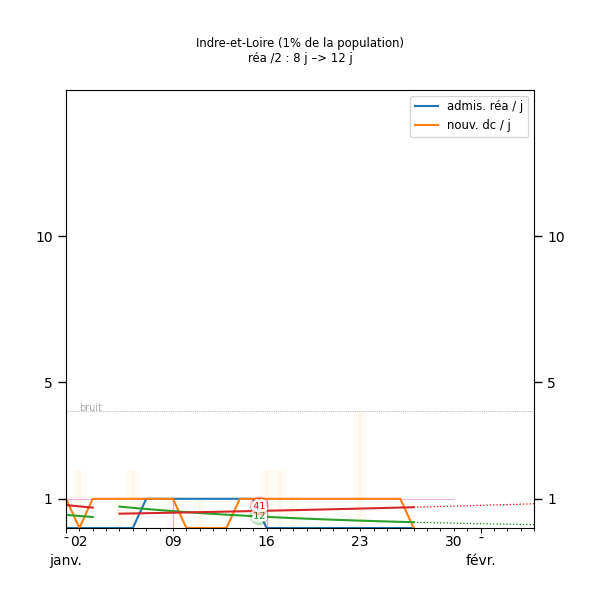 Indre-et-Loire (1% de la population)
réa /2 : 8 j –> 12 j
admis. réa / j
nouv. dc / j
10
10
5
5
bruit
1
1
41
12
02
09
16
23
30
janv.
févr.